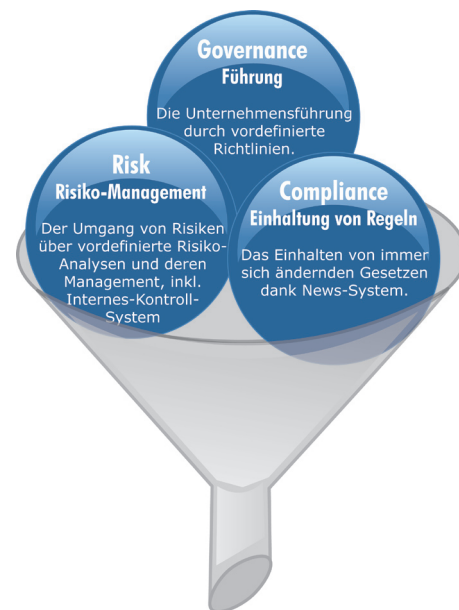 Governance
Führung
Die Unternehmensführung
durch vordefinierte
Richtlinien.
Risk
Risiko-Management
Der Umgang von Risiken
über vordefinierte Risiko-
Analysen und deren
Management, inkl.
Internes-Kontroll-
System
Compliance
Einhaltung von Regeln
Das Einhalten von immer
sich ändernden Gesetzen
dank News-System.